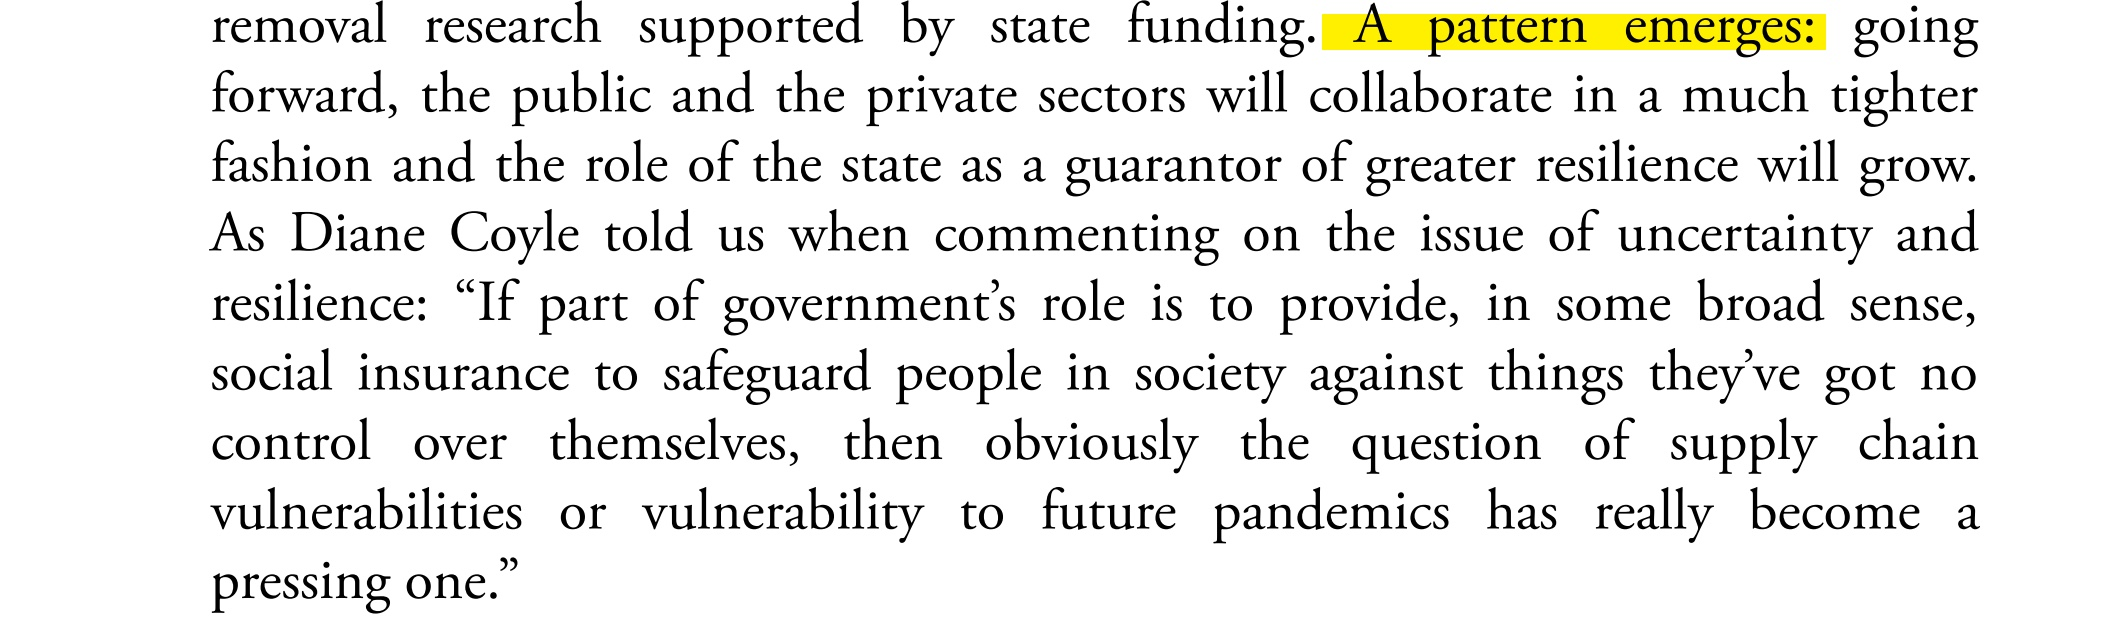 removal research supported by state funding. A pattern emerges: going
forward, the public and the private sectors will collaborate in a much tighter
fashion and the role of the state as a guarantor of greater resilience will grow.
As Diane Coyle told us when commenting on the issue of uncertainty and
resilience: “If part of government’s role is to provide, in some broad sense,
social insurance to safeguard people in society against things they’ve got no
control over themselves, then obviously the question of supply chain
vulnerabilities or vulnerability to future pandemics has really become a
pressing one.”